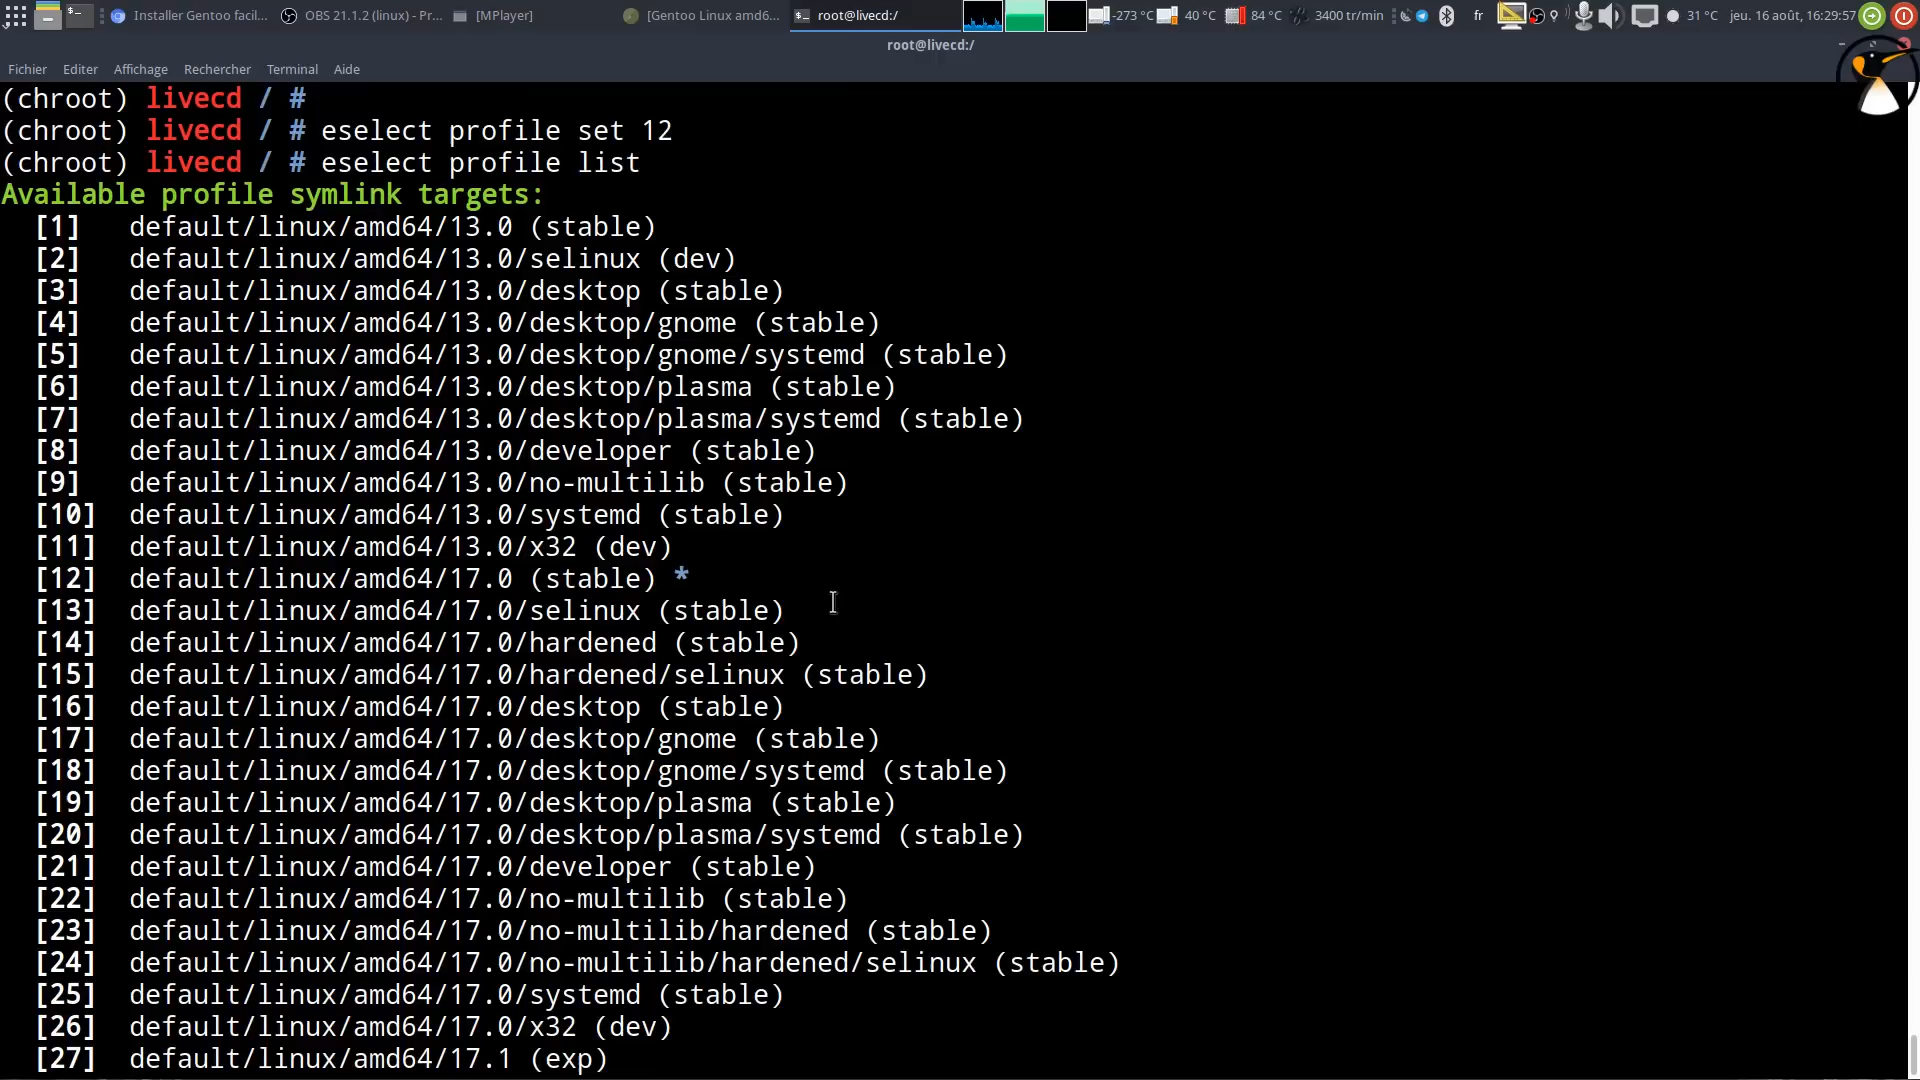 Installer Gentoo facil... OBS 21.1.2 (linux) - Pr... [MPlayer] [Gentoo Linux amd6... root@livecd:/ -273 °C 40 °C 84 °C 3400 tr/min fr 31 °C jeu. 16 août, 16:29:57
root@livecd:/
Fichier Editer Affichage Rechercher Terminal Aide
(chroot) livecd / #
(chroot) livecd / # eselect profile set 12
(chroot) livecd / # eselect profile list
Available profile symlink targets:
[1] default/linux/amd64/13.0 (stable)
[2] default/linux/amd64/13.0/selinux (dev)
[3] default/linux/amd64/13.0/desktop (stable)
[4] default/linux/amd64/13.0/desktop/gnome (stable)
[5] default/linux/amd64/13.0/desktop/gnome/systemd (stable)
[6] default/linux/amd64/13.0/desktop/plasma (stable)
[7] default/linux/amd64/13.0/desktop/plasma/systemd (stable)
[8] default/linux/amd64/13.0/developer (stable)
[9] default/linux/amd64/13.0/no-multilib (stable)
[10] default/linux/amd64/13.0/systemd (stable)
[11] default/linux/amd64/13.0/x32 (dev)
[12] default/linux/amd64/17.0 (stable) *
[13] default/linux/amd64/17.0/selinux (stable)
[14] default/linux/amd64/17.0/hardened (stable)
[15] default/linux/amd64/17.0/hardened/selinux (stable)
[16] default/linux/amd64/17.0/desktop (stable)
[17] default/linux/amd64/17.0/desktop/gnome (stable)
[18] default/linux/amd64/17.0/desktop/gnome/systemd (stable)
[19] default/linux/amd64/17.0/desktop/plasma (stable)
[20] default/linux/amd64/17.0/desktop/plasma/systemd (stable)
[21] default/linux/amd64/17.0/developer (stable)
[22] default/linux/amd64/17.0/no-multilib (stable)
[23] default/linux/amd64/17.0/no-multilib/hardened (stable)
[24] default/linux/amd64/17.0/no-multilib/hardened/selinux (stable)
[25] default/linux/amd64/17.0/systemd (stable)
[26] default/linux/amd64/17.0/x32 (dev)
[27] default/linux/amd64/17.1 (exp)